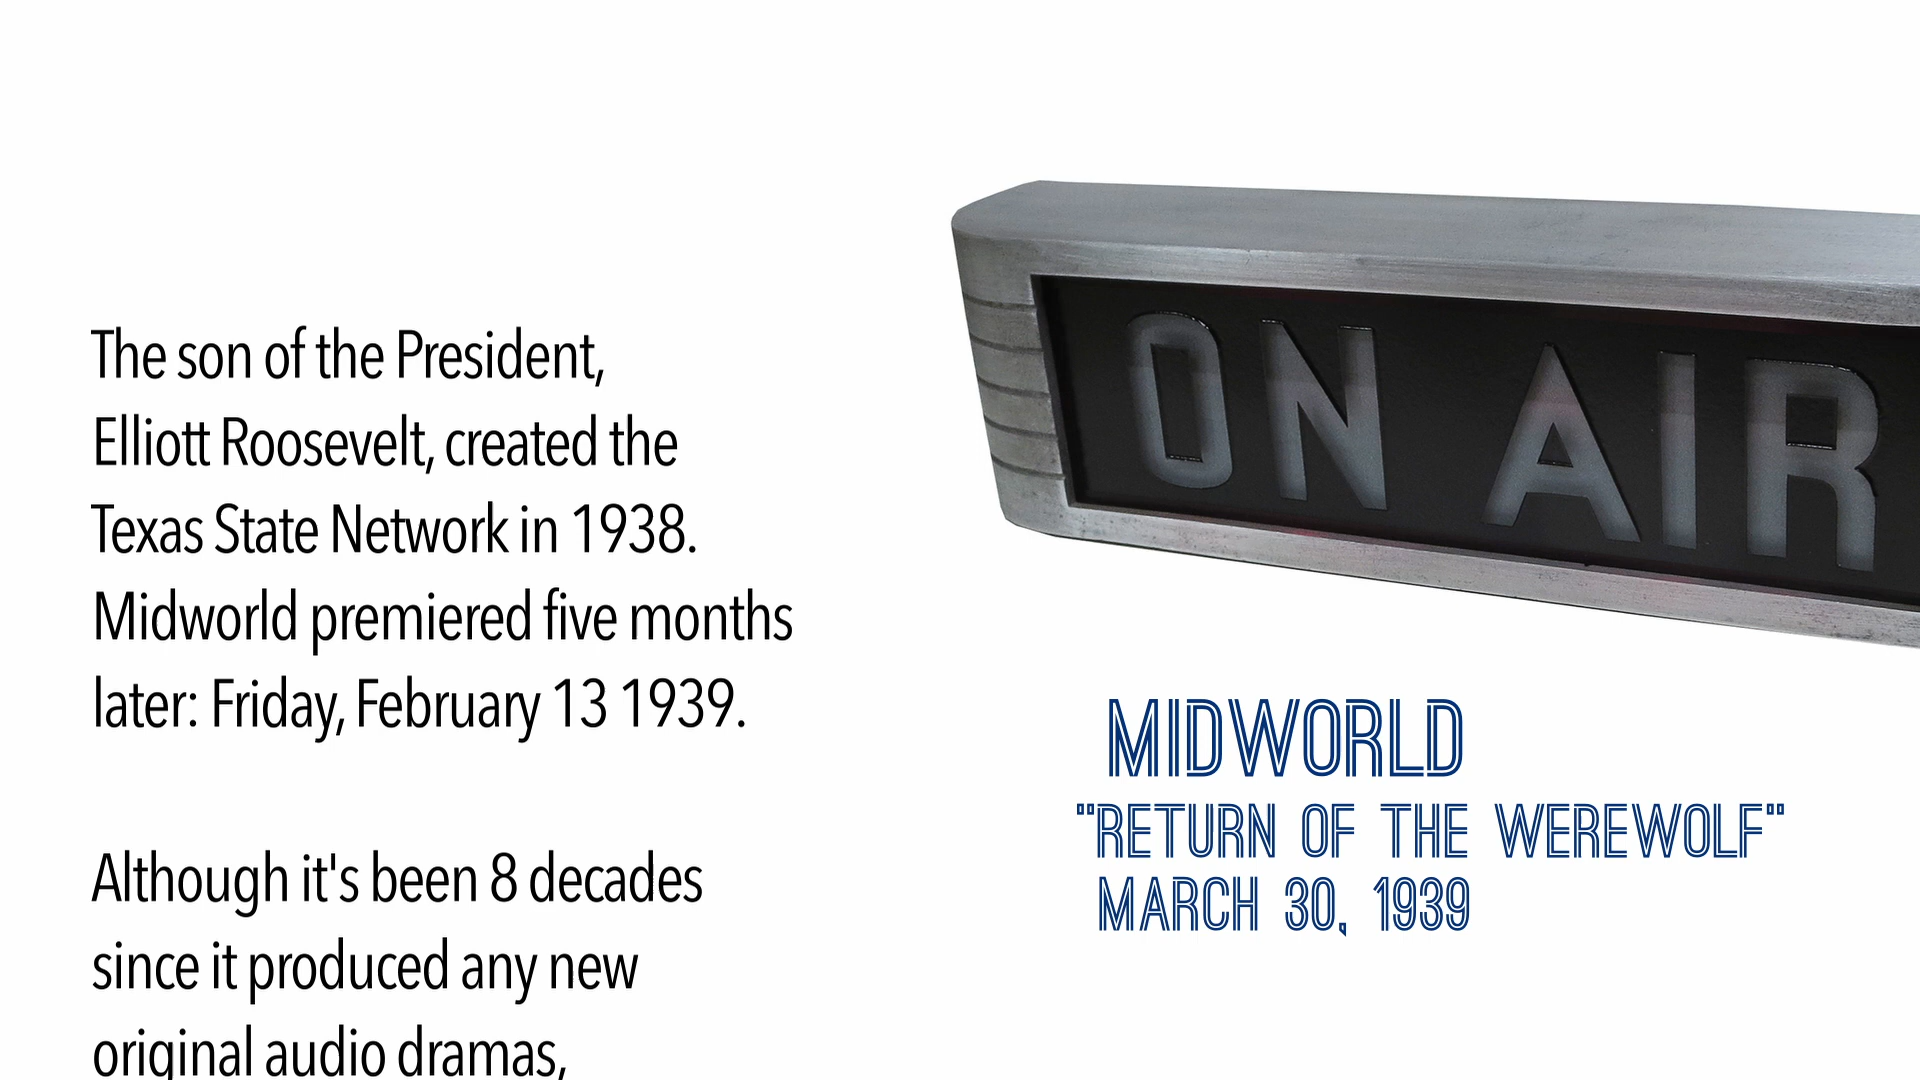 The son of the President,
Elliott Roosevelt, created the
Texas State Network in 1938.
Midworld premiered five months
later: Friday, February 13 1939.
Although it's been 8 decades
since it produced any new
original audio dramas,
ON AIR
MIDWORLD
"RETURN OF THE WEREWOLF"
MARCH 30, 1939